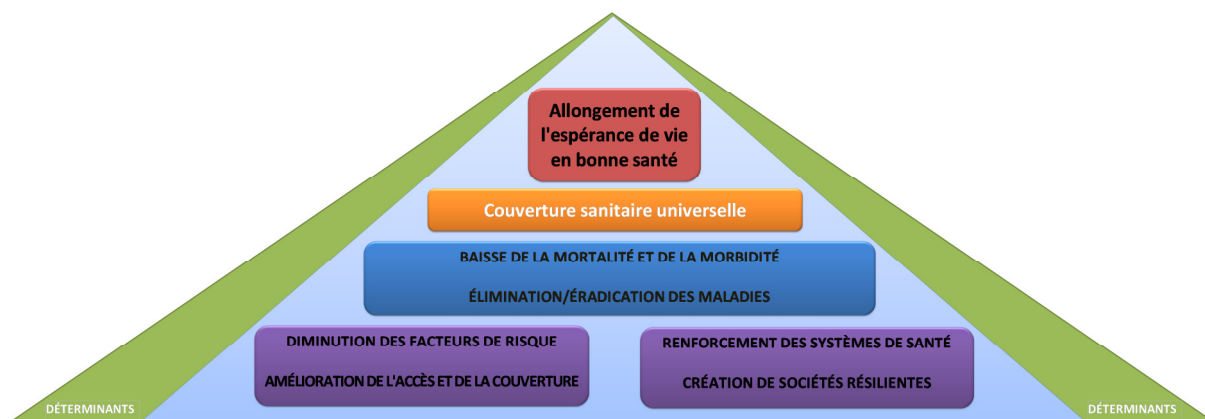 Allongement de
l'espérance de vie
en bonne santé
Couverture sanitaire universelle
BAISSE DE LA MORTALITÉ ET DE LA MORBIDITÉ
ÉLIMINATION/ÉRADICATION DES MALADIES
DIMINUTION DES FACTEURS DE RISQUE
AMÉLIORATION DE L'ACCÈS ET DE LA COUVERTURE
RENFORCEMENT DES SYSTÈMES DE SANTÉ
CRÉATION DE SOCIÉTÉS RÉSILIENTES
DÉTERMINANTS
DÉTERMINANTS